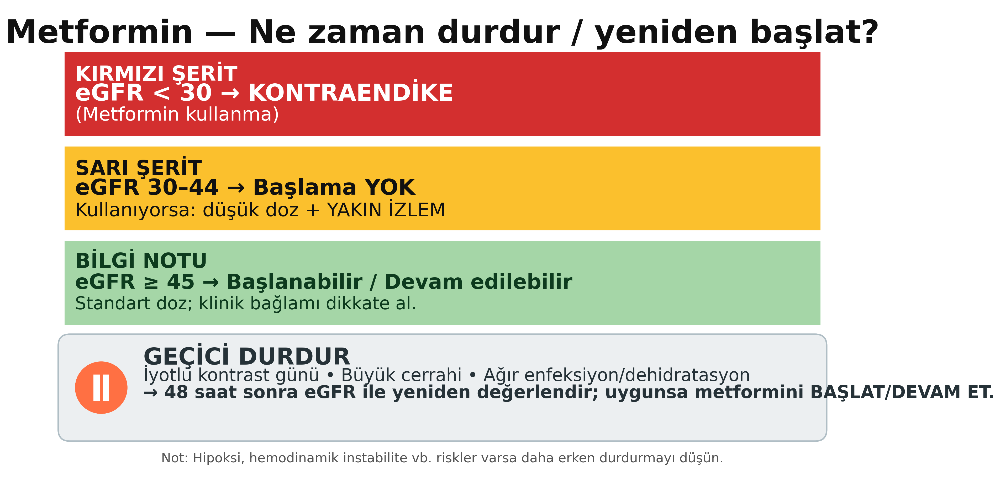 Metformin — Ne zaman durdur / yeniden başlat?
KIRMIZI ŞERİT
eGFR < 30 → KONTRAENDİKE
(Metformin kullanma)
SARI ŞERİT
eGFR 30–44 → Başlama YOK
Kullanıyorsa: düşük doz + YAKIN İZLEM
BİLGİ NOTU
eGFR ≥ 45 → Başlanabilir / Devam edilebilir
Standart doz; klinik bağlamı dikkate al.
GEÇİCİ DURDUR
İyotlu kontrast günü • Büyük cerrahi • Ağır enfeksiyon/dehidratasyon
→ 48 saat sonra eGFR ile yeniden değerlendir; uygunsa metformini BAŞLAT/DEVAM ET.
Not: Hipoksi, hemodinamik instabilite vb. riskler varsa daha erken durdurmayı düşün.